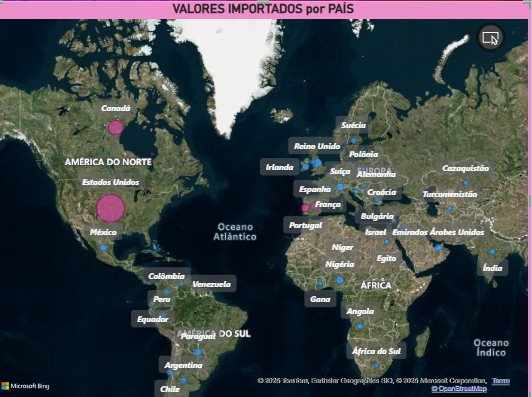 VALORES IMPORTADOS por PAÍS
Canadá
Suécia
Reino Unido
Polônia
AMÉRICA DO NORTE
Irlanda
Suíça
EUROPA
Alemanha
Cazaquistão
Estados Unidos
Espanha
Croácia
Turcomenistão
França
Portugal
Bulgária
México
Oceano
Atlântico
Israel
Emirados Árabes Unidos
Níger
Egito
Nigéria
Índia
Colômbia
Venezuela
ÁFRICA
Peru
Gana
Angola
Equador
AMÉRICA DO SUL
Paraguai
África do Sul
Oceano
Índico
Argentina
Chile
Microsoft Bing
© 2025 TomTom, Earthstar Geographics SIO, © 2025 Microsoft Corporation, Terms
© OpenStreetMap